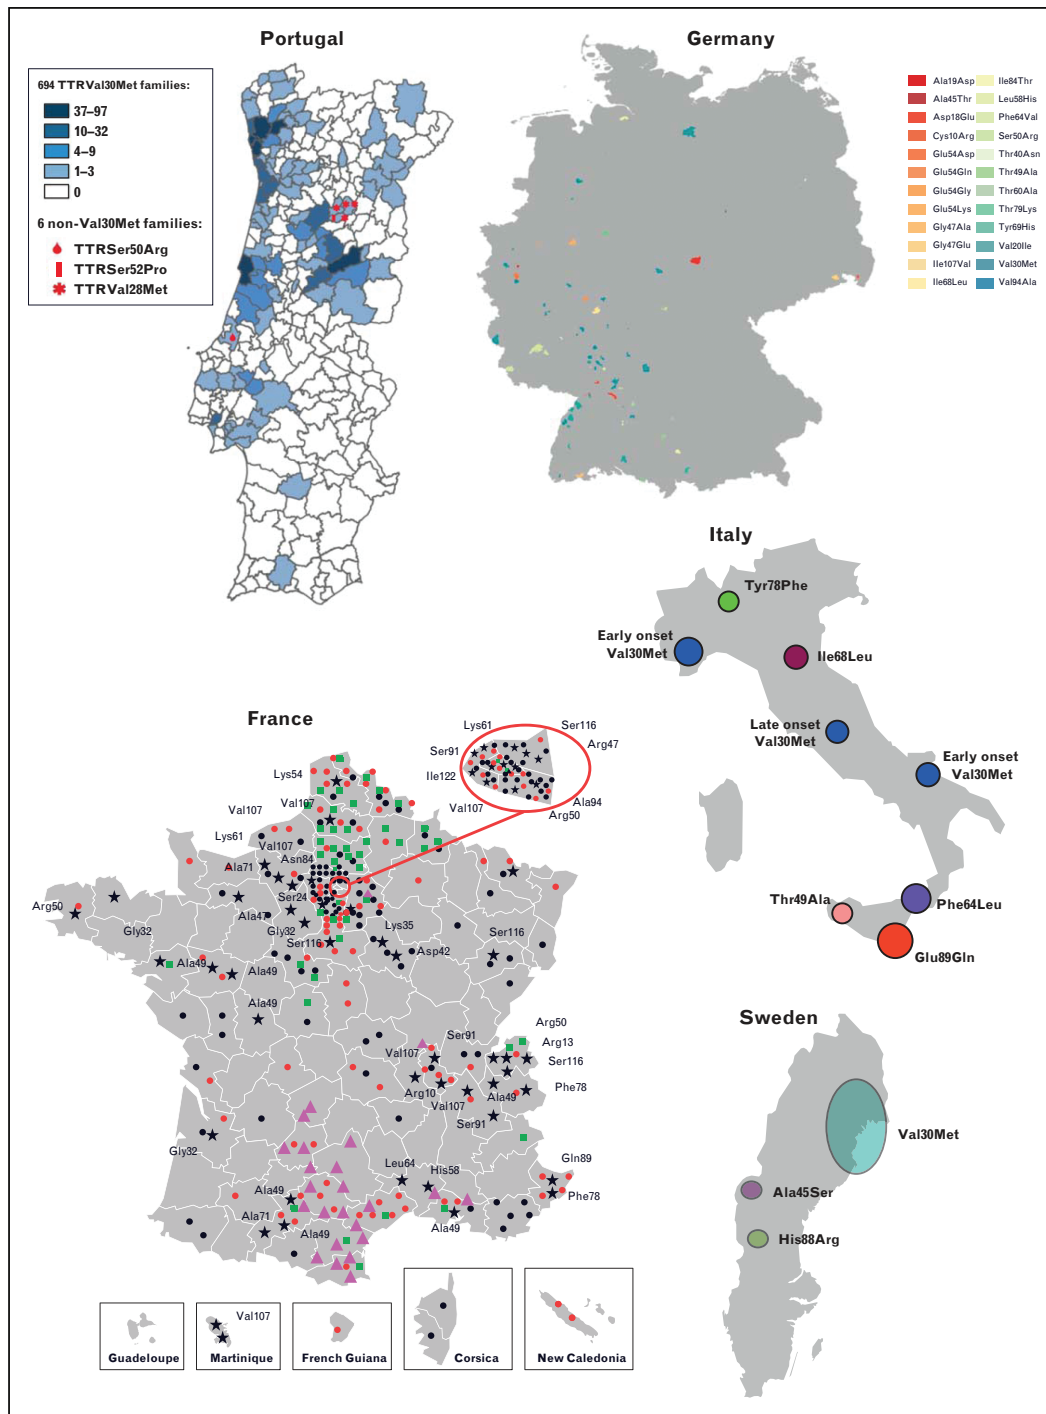 Portugal
694 TTRVal30Met families:
37–97
10–32
4–9
1–3
0
6 non-Val30Met families:
TTRSer50Arg
TTRSer52Pro
TTRVal28Met
Germany
Ala19Asp
Ala45Thr
Asp18Glu
Cys10Arg
Glu54Asp
Glu54Gln
Glu54Gly
Glu54Lys
Gly47Ala
Gly47Glu
Ile107Val
Ile68Leu
Ile84Thr
Leu58His
Phe64Val
Ser50Arg
Thr40Asn
Thr49Ala
Thr60Ala
Thr79Lys
Tyr69His
Val20Ile
Val30Met
Val94Ala
Italy
Tyr78Phe
Early onset
Val30Met
Ile68Leu
Late onset
Val30Met
Early onset
Val30Met
Thr49Ala
Phe64Leu
Glu89Gln
France
Lys61
Ser116
Ser91
Arg47
Ile122
Val107
Ala94
Arg50
Lys54
Val107
Val107
Lys61
Val107
Asn84
Ala71
Ser24
Arg50
Ala47
Gly32
Gly32
Lys35
Ser116
Ser116
Asp42
Ala49
Ala49
Ala49
Arg50
Ser91
Arg13
Val107
Ser116
Arg10
Phe78
Val107
Ala49
Ser91
Gly32
Leu64
His58
Gln89
Ala49
Phe78
Ala71
Ala49
Ala49
Val107
Guadeloupe
Martinique
French Guiana
Corsica
New Caledonia
Sweden
Val30Met
Ala45Ser
His88Arg